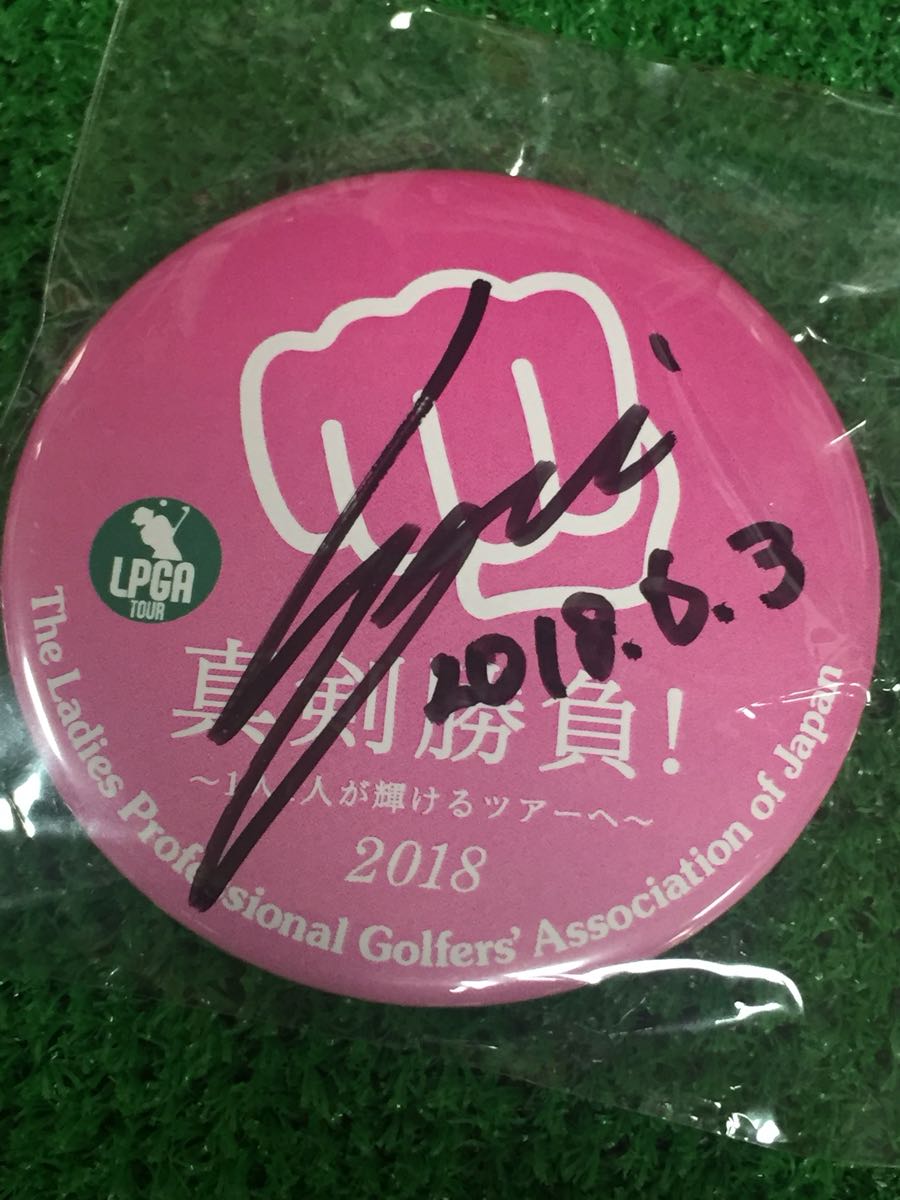 LPGA
TOUR
2018.6.3
真剣勝負!
～1人1人が輝けるツアーへ～
2018
The Ladies Professional Golfers' Association of Japan